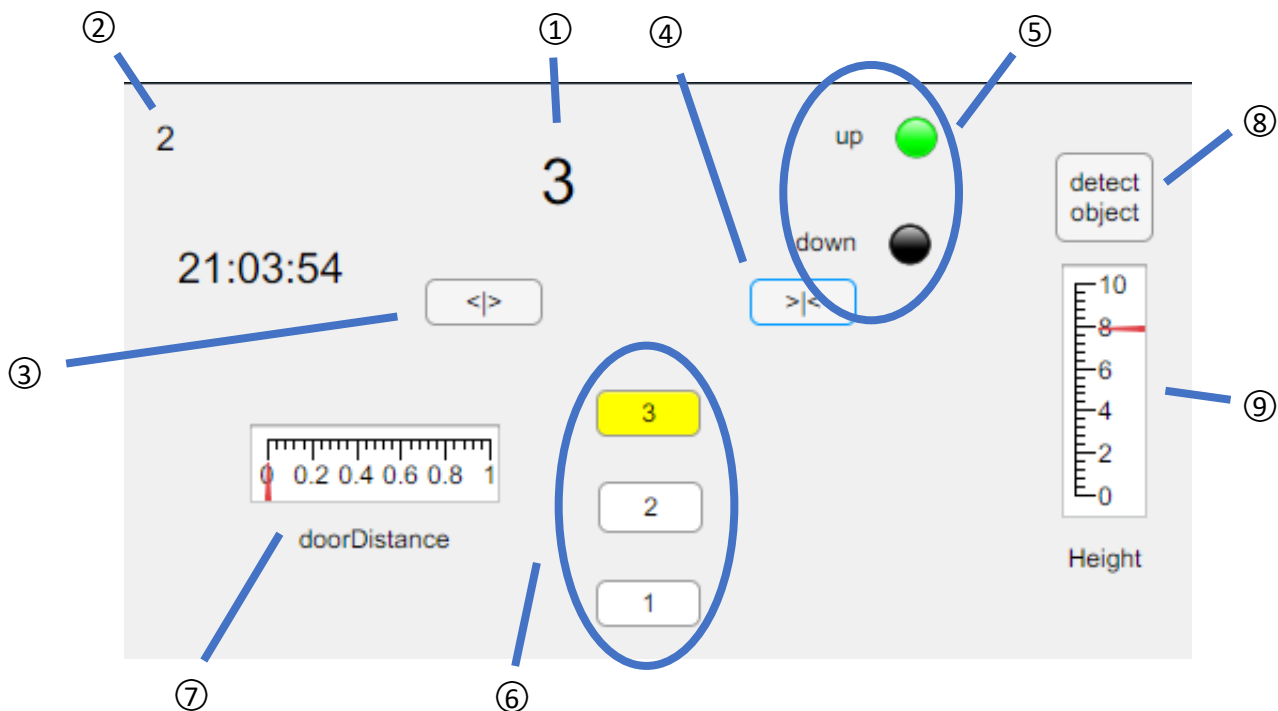 ② ① ④ ⑤
⑧
2
up
3
detect
object
down
21:03:54
<|> >|<
10
8
6
4
2
0
Height
③
⑨
3
2
1
0 0.2 0.4 0.6 0.8 1
doorDistance
⑦ ⑥